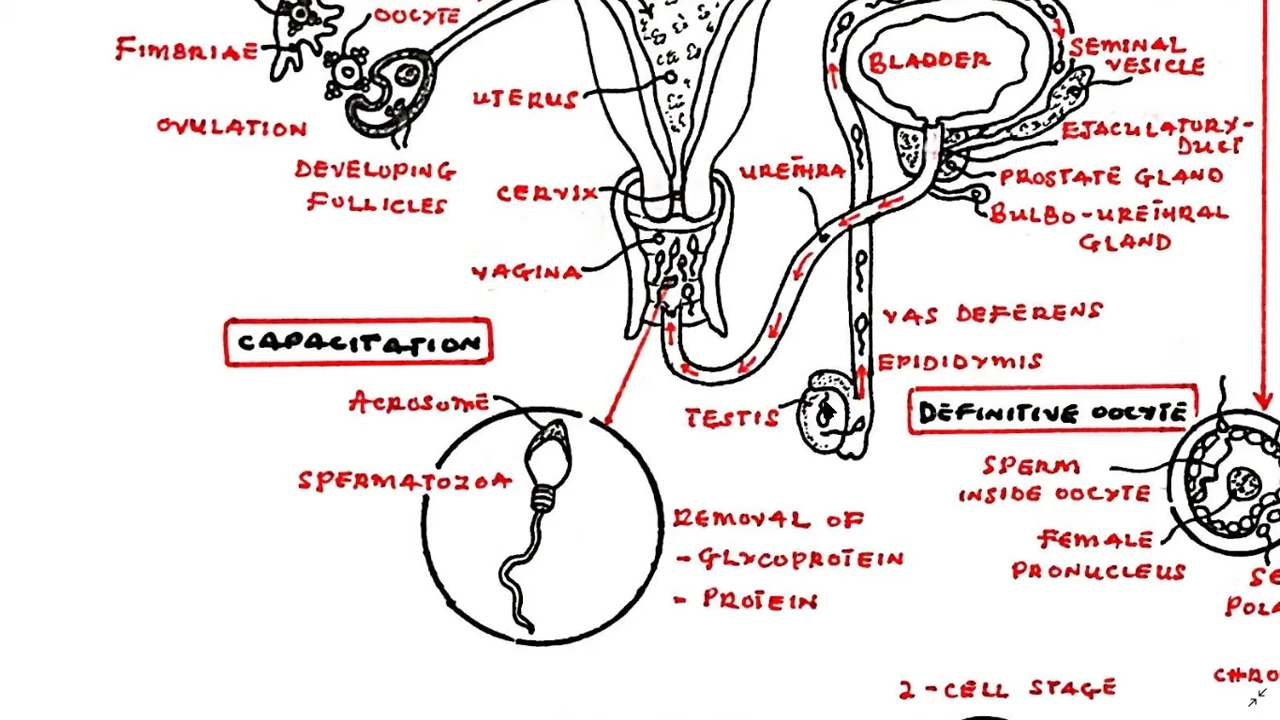 OOCYTE
FIMBRIAE
OVULATION
DEVELOPING
FOLLICLES
UTERUS
CERVIX
VAGINA
URETHRA
BLADDER
SEMINAL
VESICLE
EJACULATORY-
DUCT
PROSTATE GLAND
BULBO-URETHRAL
GLAND
VAS DEFERENS
EPIDIDYMIS
TESTIS
CAPACITATION
ACROSOME
SPERMATOZOA
REMOVAL OF
- GLYCOPROTEIN
- PROTEIN
DEFINITIVE OOCYTE
SPERM
INSIDE OOCYTE
FEMALE
PRONUCLEUS
2-CELL STAGE